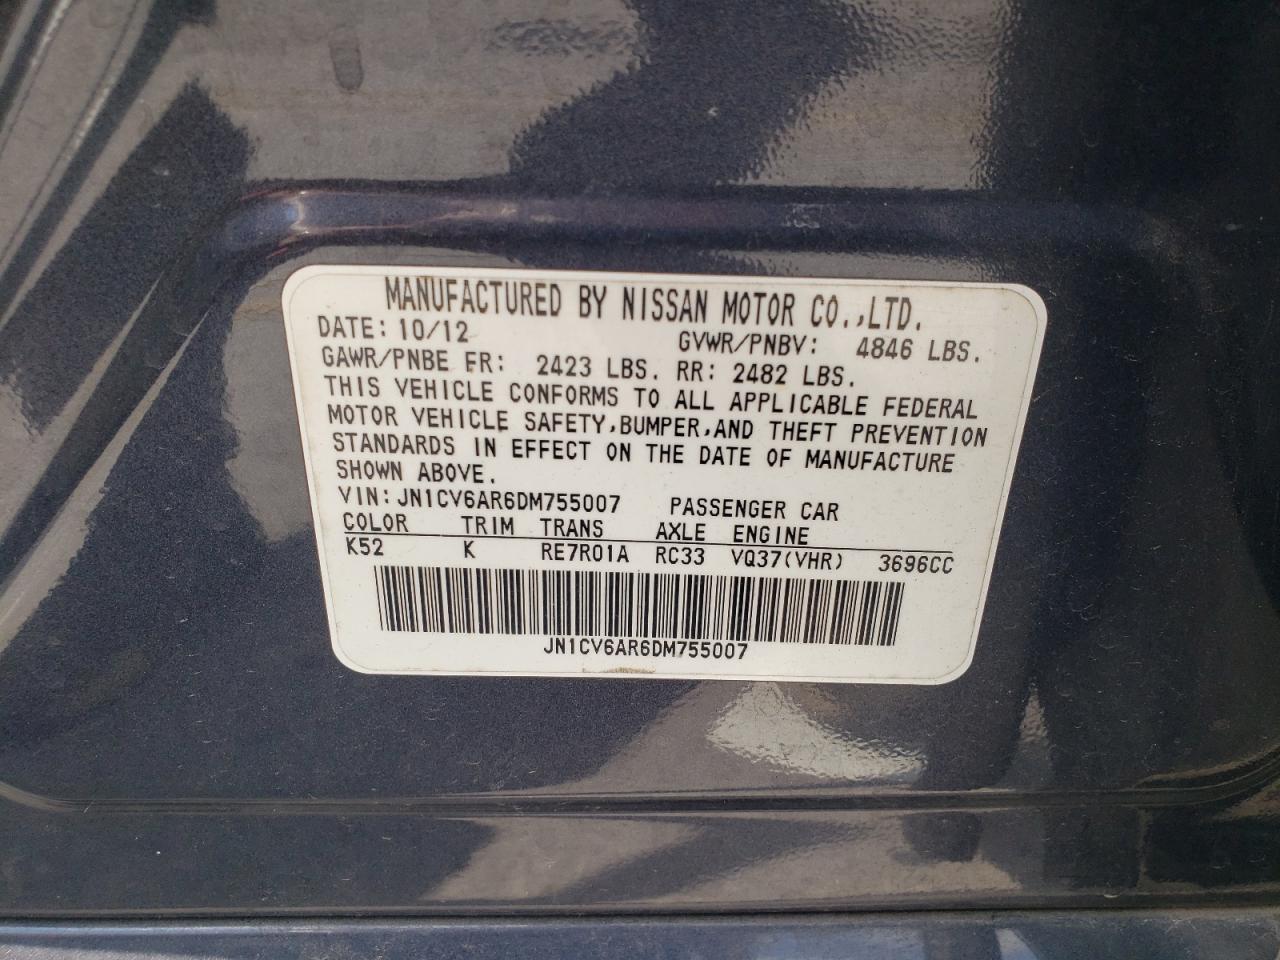 MANUFACTURED BY NISSAN MOTOR CO.,LTD.
DATE: 10/12 GVWR/PNBV: 4846 LBS.
GAWR/PNBE FR: 2423 LBS. RR: 2482 LBS.
THIS VEHICLE CONFORMS TO ALL APPLICABLE FEDERAL
MOTOR VEHICLE SAFETY,BUMPER,AND THEFT PREVENTION
STANDARDS IN EFFECT ON THE DATE OF MANUFACTURE
SHOWN ABOVE.
VIN: JN1CV6AR6DM755007 PASSENGER CAR
COLOR TRIM TRANS AXLE ENGINE
K52 K RE7R01A RC33 VQ37(VHR) 3696CC
JN1CV6AR6DM755007